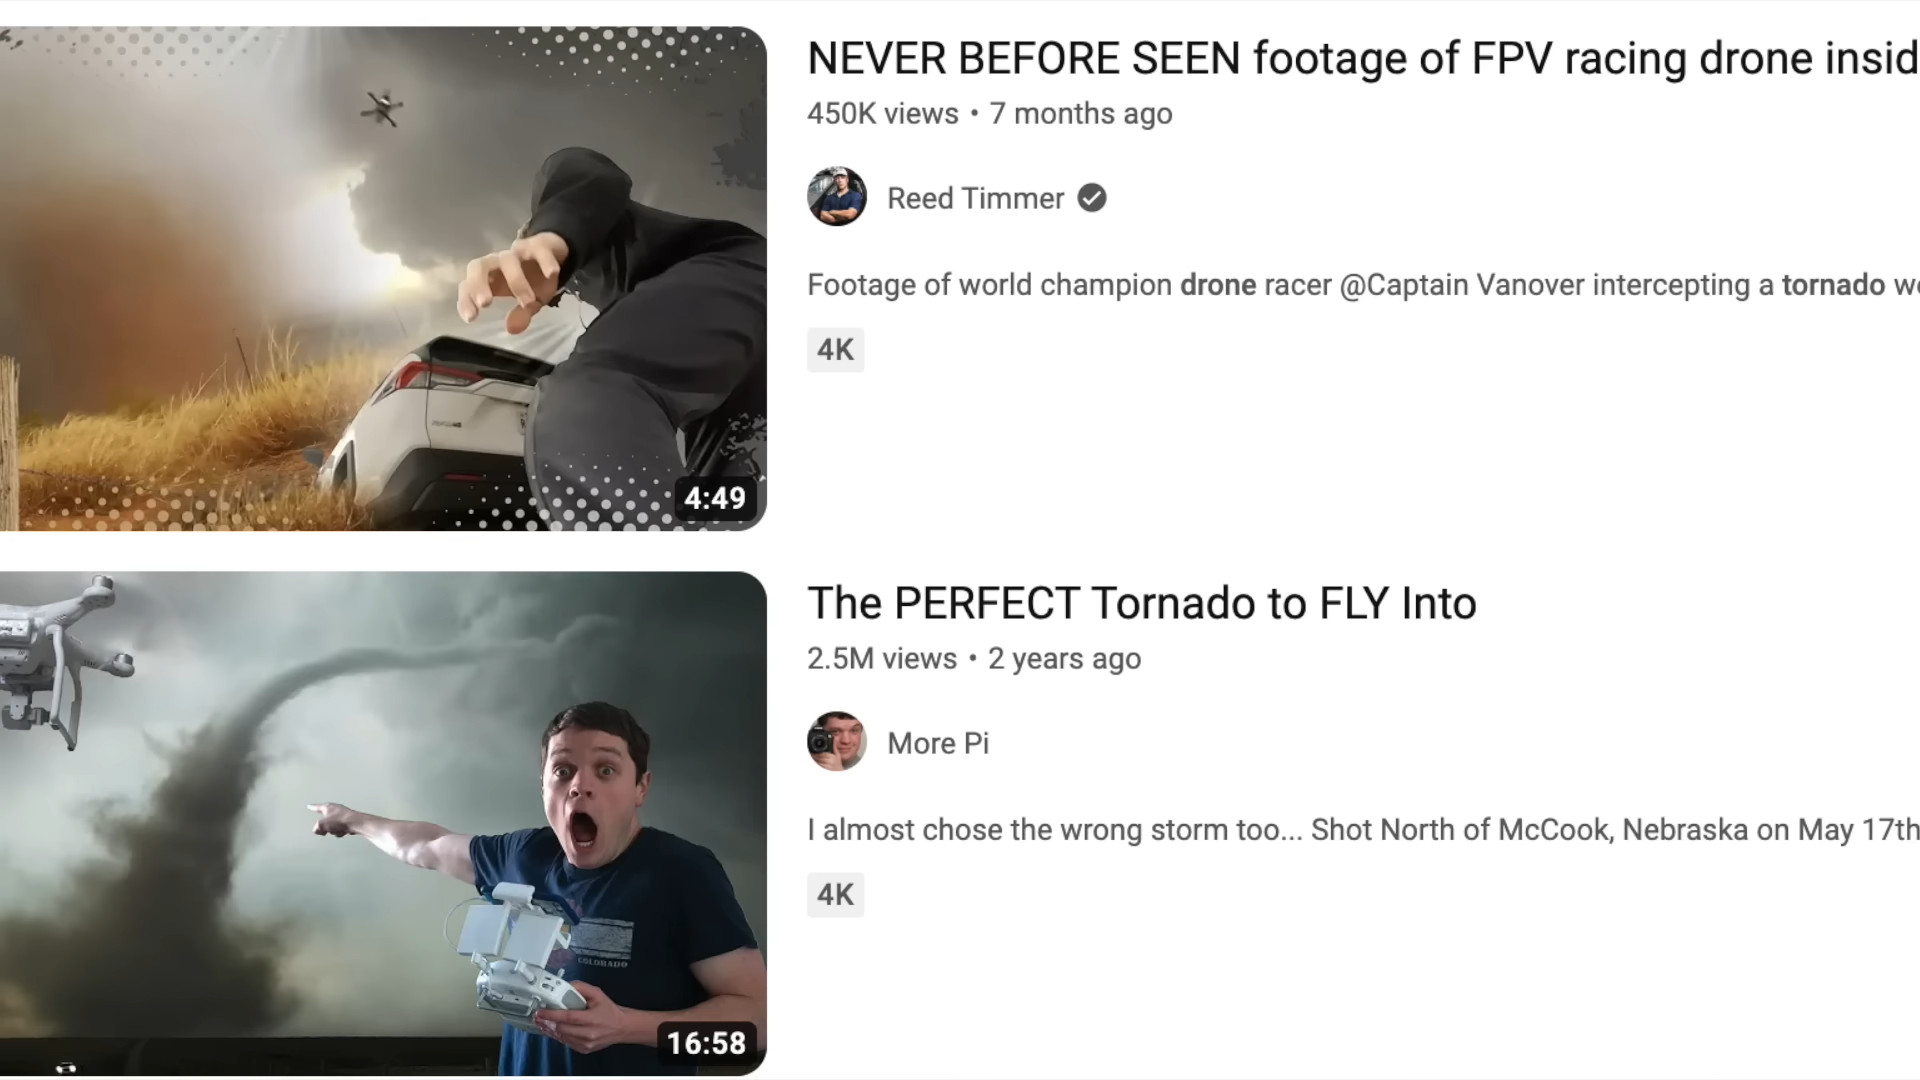 NEVER BEFORE SEEN footage of FPV racing drone insid
450K views • 7 months ago
Reed Timmer
Footage of world champion drone racer @Captain Vanover intercepting a tornado we
4K
4:49
The PERFECT Tornado to FLY Into
2.5M views • 2 years ago
More Pi
I almost chose the wrong storm too... Shot North of McCook, Nebraska on May 17th
4K
COLORADO
16:58